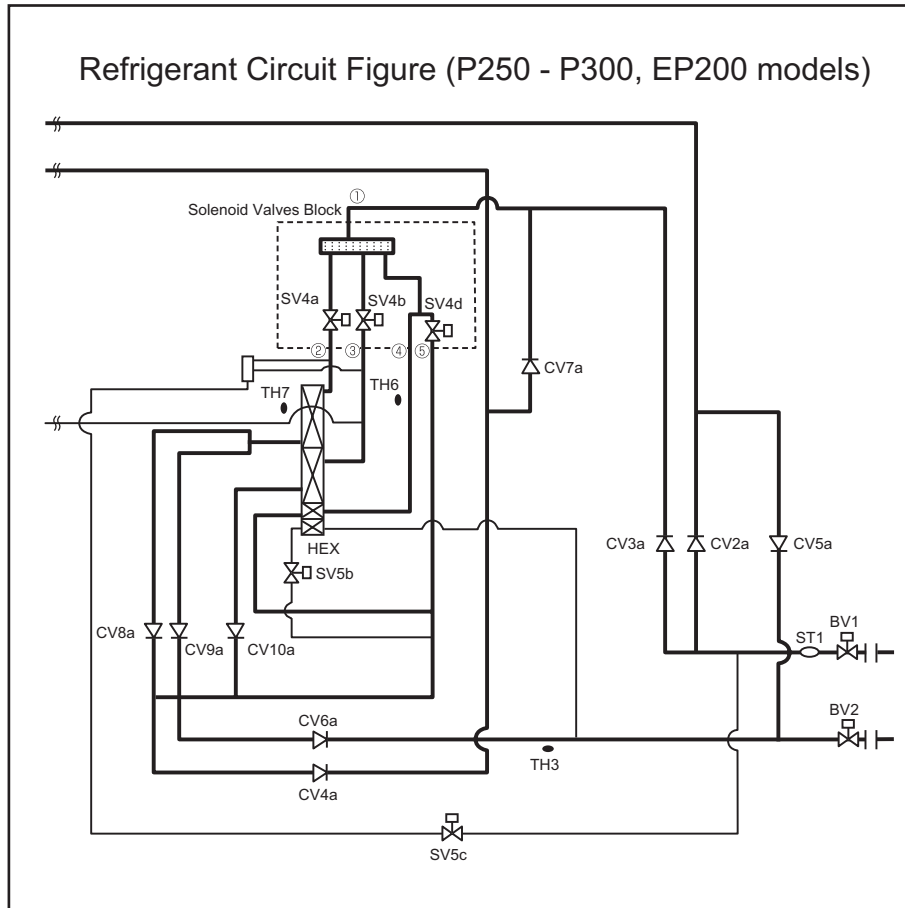 Refrigerant Circuit Figure (P250 - P300, EP200 models)
①
Solenoid Valves Block
SV4a
SV4b
SV4d
②
③
④
⑤
CV7a
TH7
TH6
HEX
SV5b
CV3a
CV2a
CV5a
CV8a
CV9a
CV10a
ST1
BV1
CV6a
BV2
TH3
CV4a
SV5c